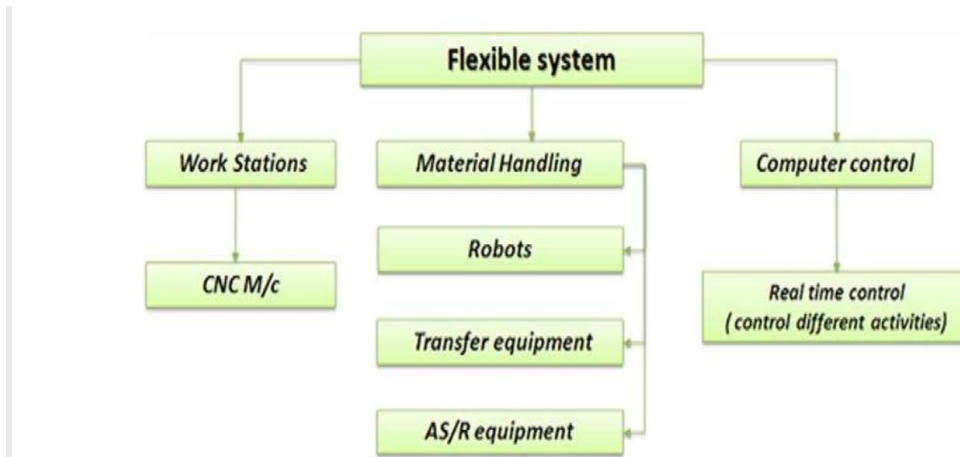 Flexible system
Work Stations
Material Handling
Computer control
CNC M/c
Robots
Transfer equipment
AS/R equipment
Real time control
(control different activities)